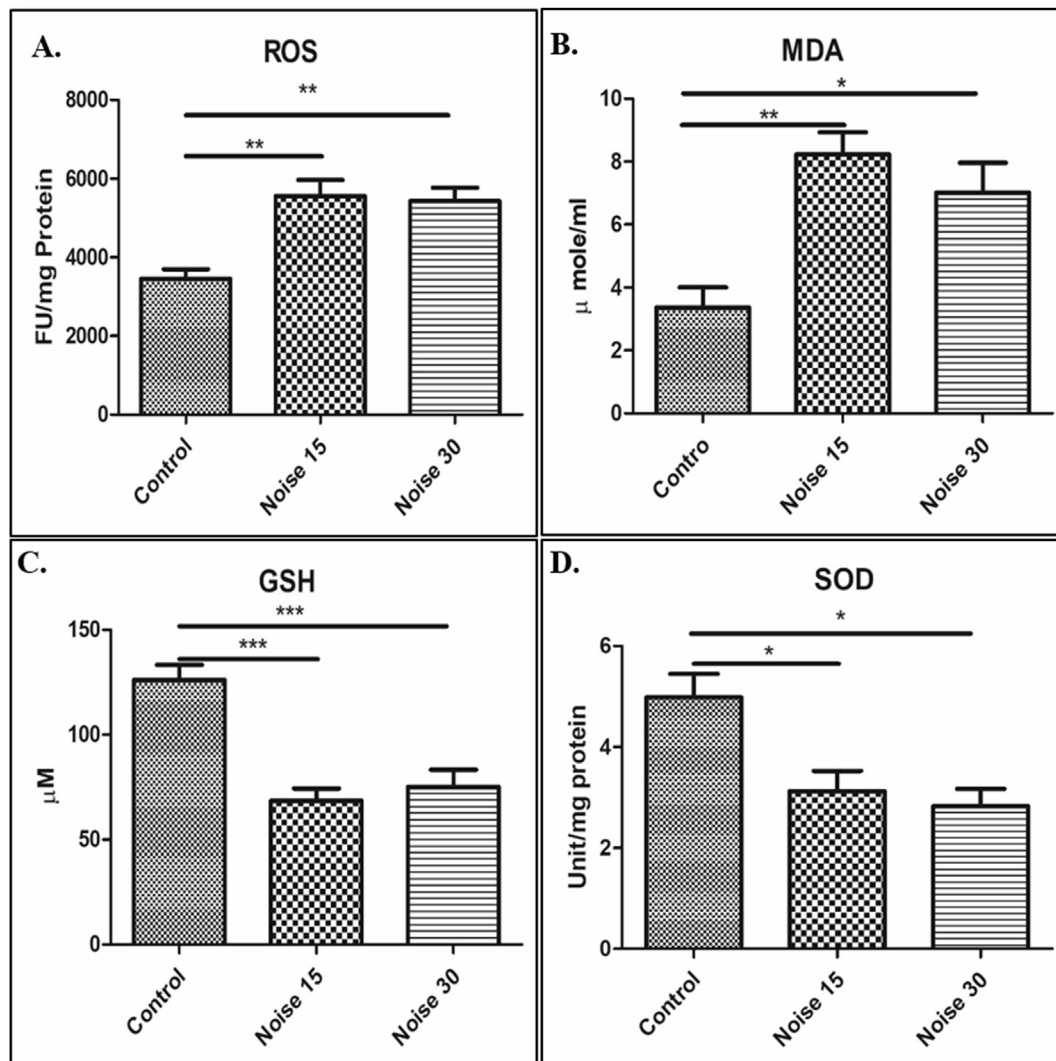 A.
ROS
**
**
8000
6000
4000
2000
0
FU/mg Protein
Control
Noise 15
Noise 30
B.
MDA
*
**
10
8
6
4
2
0
μ mole/ml
Contro
Noise 15
Noise 30
C.
GSH
***
***
150
100
50
0
μM
Control
Noise 15
Noise 30
D.
SOD
*
*
6
4
2
0
Unit/mg protein
Control
Noise 15
Noise 30